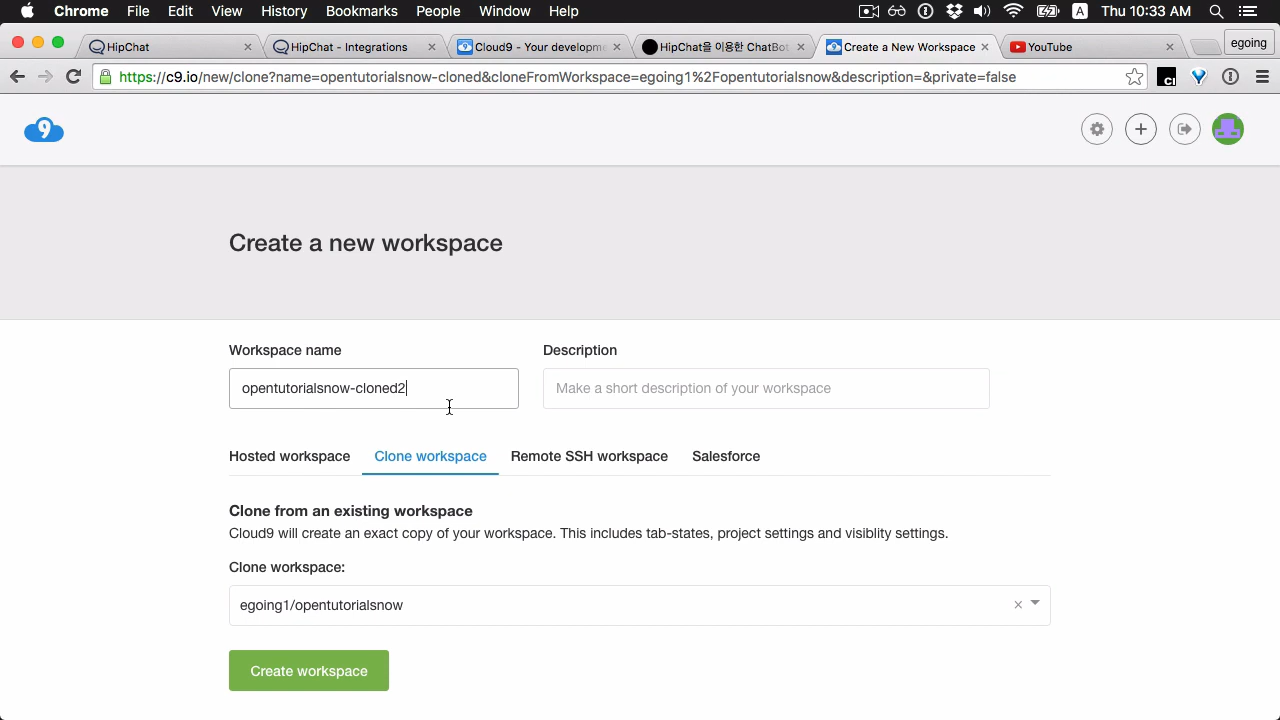 Chrome File Edit View History Bookmarks People Window Help A Thu 10:33 AM
HipChat HipChat - Integrations Cloud9 - Your developme HipChat을 이용한 ChatBot Create a New Workspace YouTube egoing
https://c9.io/new/clone?name=opentutorialsnow-cloned&cloneFromWorkspace=egoing1%2Fopentutorialsnow&description=&private=false
9
Create a new workspace
Workspace name Description
opentutorialsnow-cloned2 Make a short description of your workspace
Hosted workspace Clone workspace Remote SSH workspace Salesforce
Clone from an existing workspace
Cloud9 will create an exact copy of your workspace. This includes tab-states, project settings and visiblity settings.
Clone workspace:
egoing1/opentutorialsnow
Create workspace